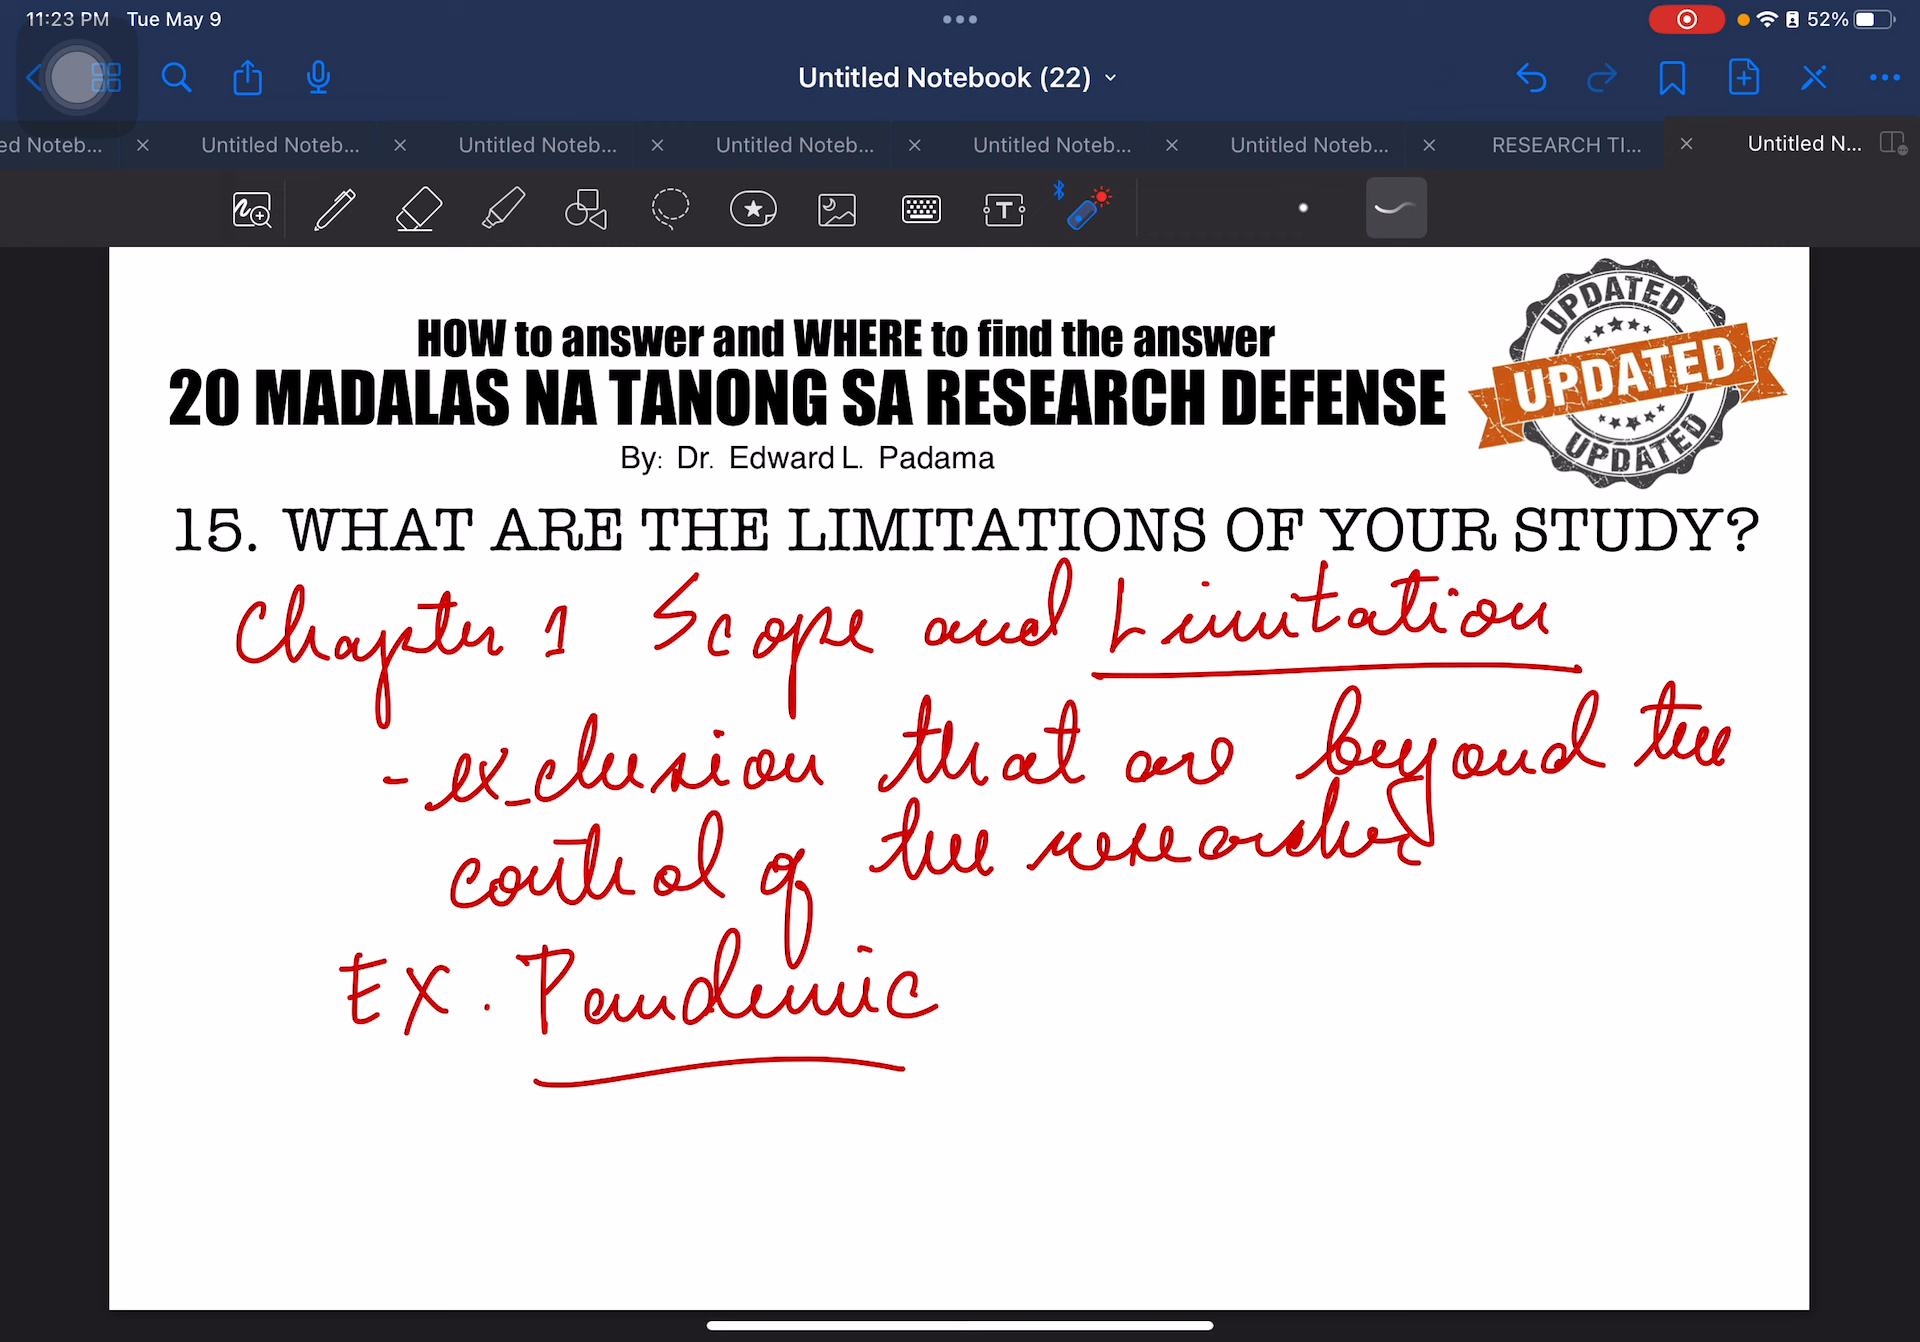 11:23 PM Tue May 9
52%
Untitled Notebook (22)
ed Noteb... Untitled Noteb... Untitled Noteb... Untitled Noteb... Untitled Noteb... Untitled Noteb... RESEARCH TI... Untitled N...
HOW to answer and WHERE to find the answer
20 MADALAS NA TANONG SA RESEARCH DEFENSE
By: Dr. Edward L. Padama
UPDATED
UPDATED
UPDATED
15. WHAT ARE THE LIMITATIONS OF YOUR STUDY?
Chapter 1 Scope and Limitation
- exclusion that are beyond the
control of the researcher
EX. Pandemic